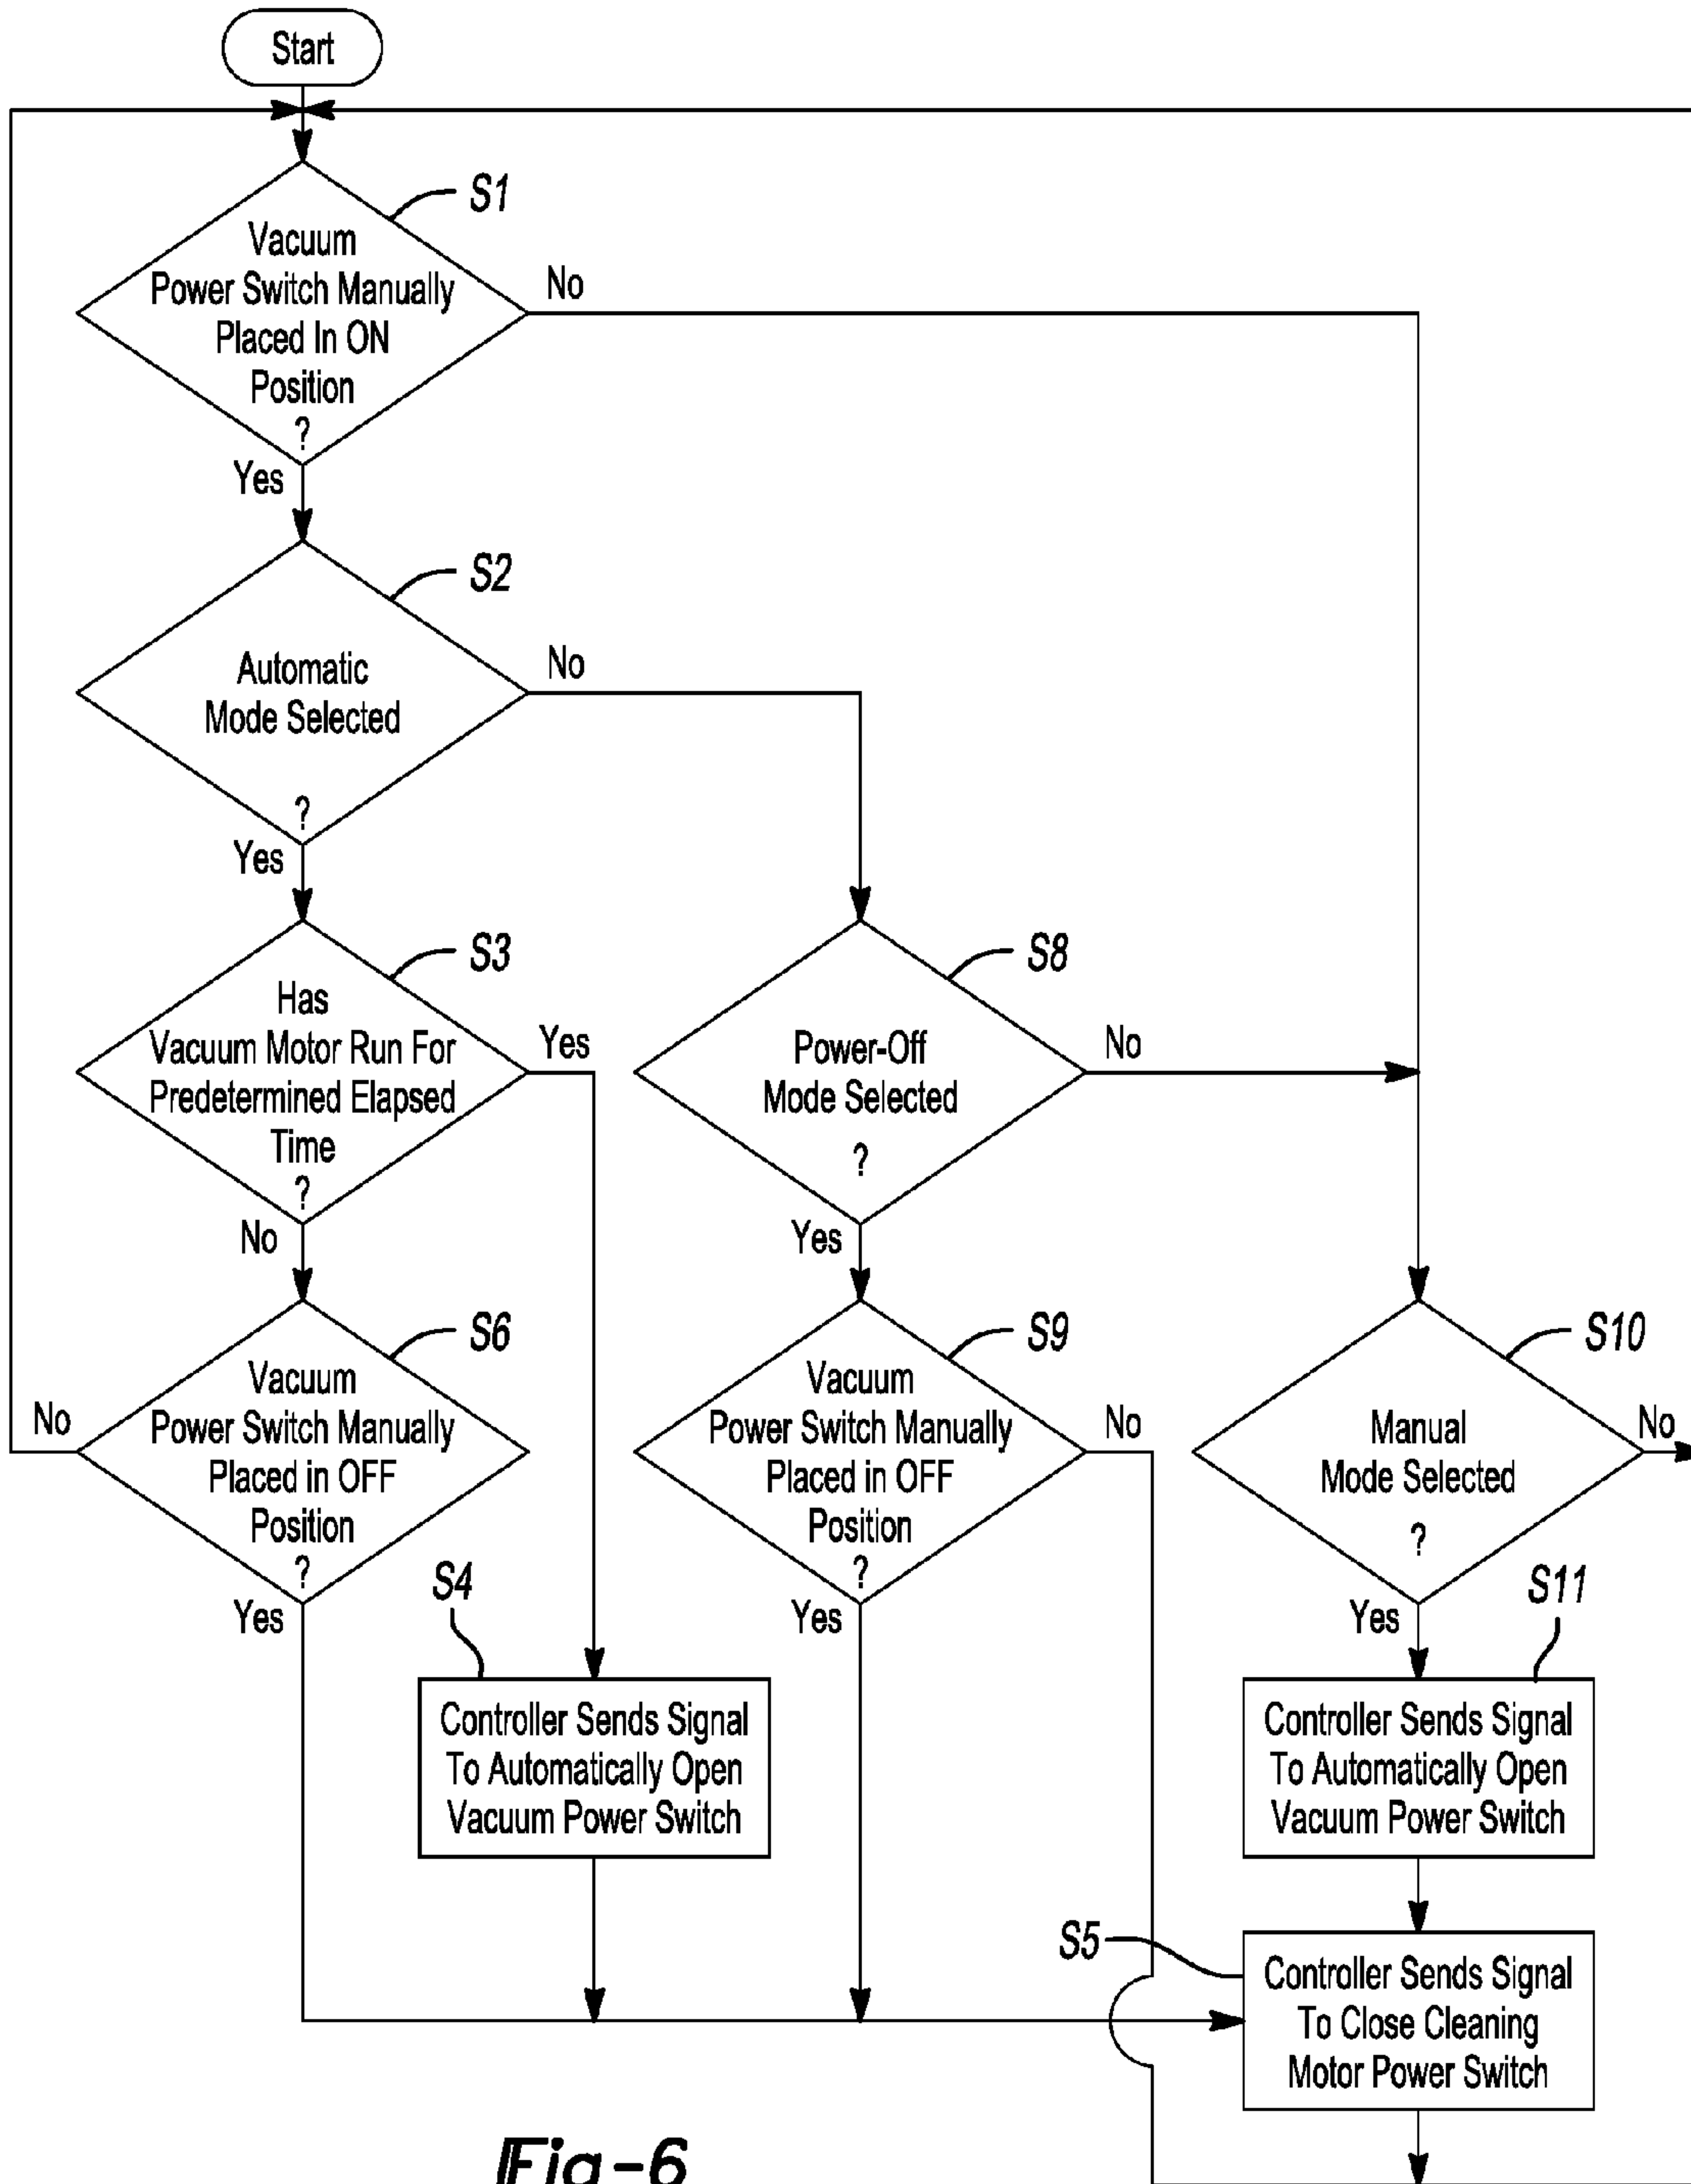 Start
S1
Vacuum
Power Switch Manually
Placed In ON
Position
?
No
Yes
S2
Automatic
Mode Selected
?
No
Yes
S3
Has
Vacuum Motor Run For
Predetermined Elapsed
Time
?
Yes
No
S8
Power-Off
Mode Selected
?
No
Yes
S6
Vacuum
Power Switch Manually
Placed in OFF
Position
?
No
Yes
S9
Vacuum
Power Switch Manually
Placed in OFF
Position
?
No
Yes
S10
Manual
Mode Selected
?
No
Yes
S4
Controller Sends Signal
To Automatically Open
Vacuum Power Switch
S11
Controller Sends Signal
To Automatically Open
Vacuum Power Switch
S5
Controller Sends Signal
To Close Cleaning
Motor Power Switch
Fig-6